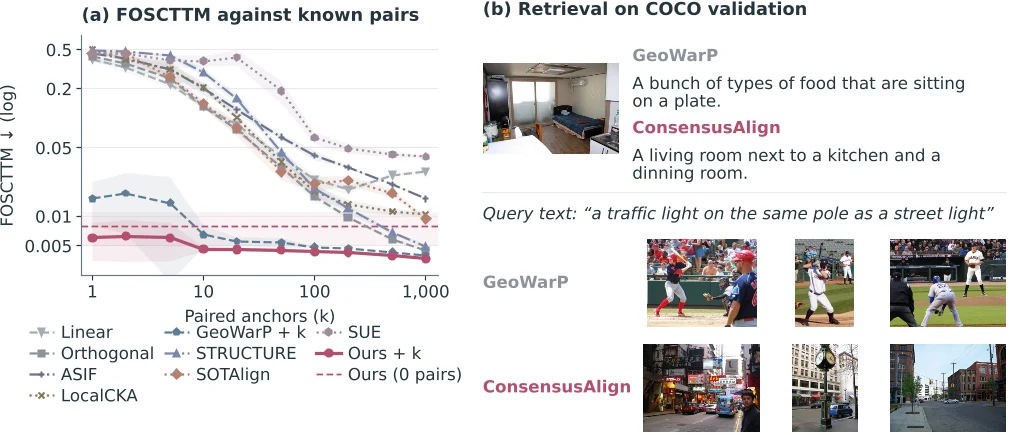 (a) FOSCTTM against known pairs
FOSCTTM ↓ (log)
0.5
0.2
0.05
0.01
0.005
1
10
100
1,000
Paired anchors (k)
Linear
Orthogonal
ASIF
LocalCKA
GeoWarP + k
STRUCTURE
SOTAlign
SUE
Ours + k
Ours (0 pairs)
(b) Retrieval on COCO validation
GeoWarP
A bunch of types of food that are sitting
on a plate.
ConsensusAlign
A living room next to a kitchen and a
dinning room.
Query text: “a traffic light on the same pole as a street light”
GeoWarP
ConsensusAlign